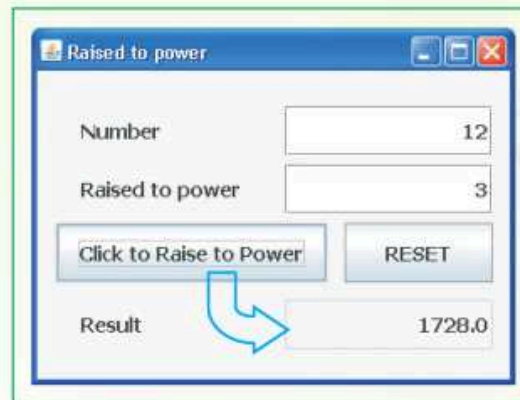 Raised to power
Number 12
Raised to power 3
Click to Raise to Power RESET
Result 1728.0